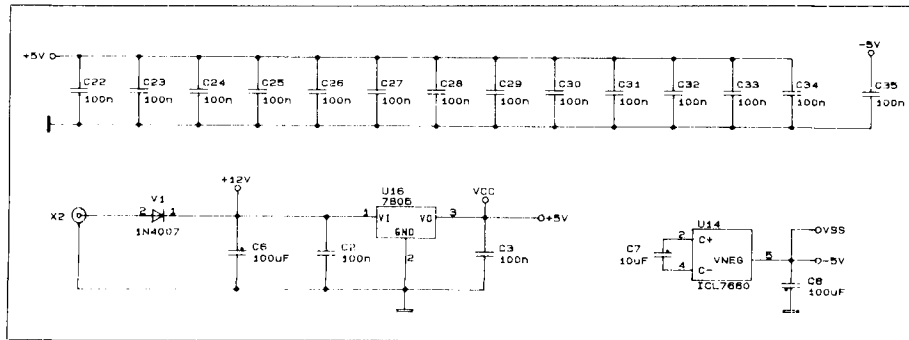 +5V
-5V
C22 C23 C24 C25 C26 C27 C28 C29 C30 C31 C32 C33 C34 C35
100n 100n 100n 100n 100n 100n 100n 100n 100n 100n 100n 100n 100n 100n
+12V
VCC
X2
V1
2 1
1N4007
C6
100uF
C2
100n
U16
7805
1 VI VO 3
GND
2
+5V
C3
100n
U14
C7
10uF
2 C+
4 C-
VNEG 5
ICL7660
VSS
-5V
C8
100uF